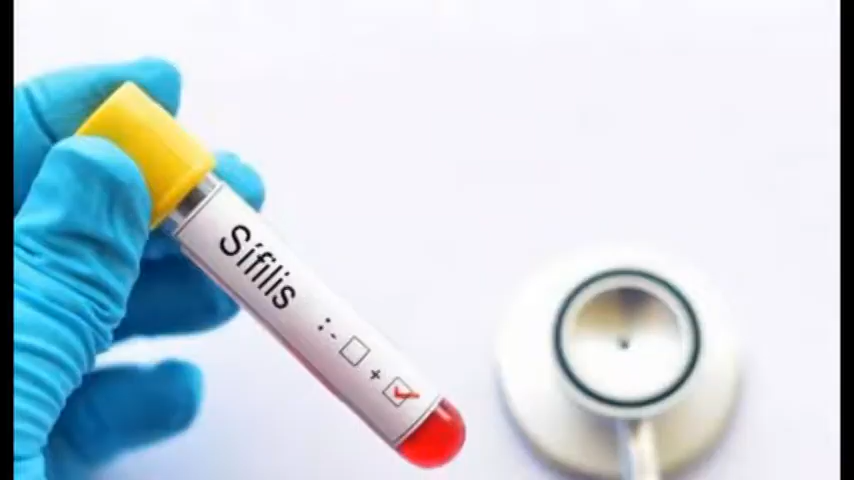 Sífilis
: - ☐
+ ☑